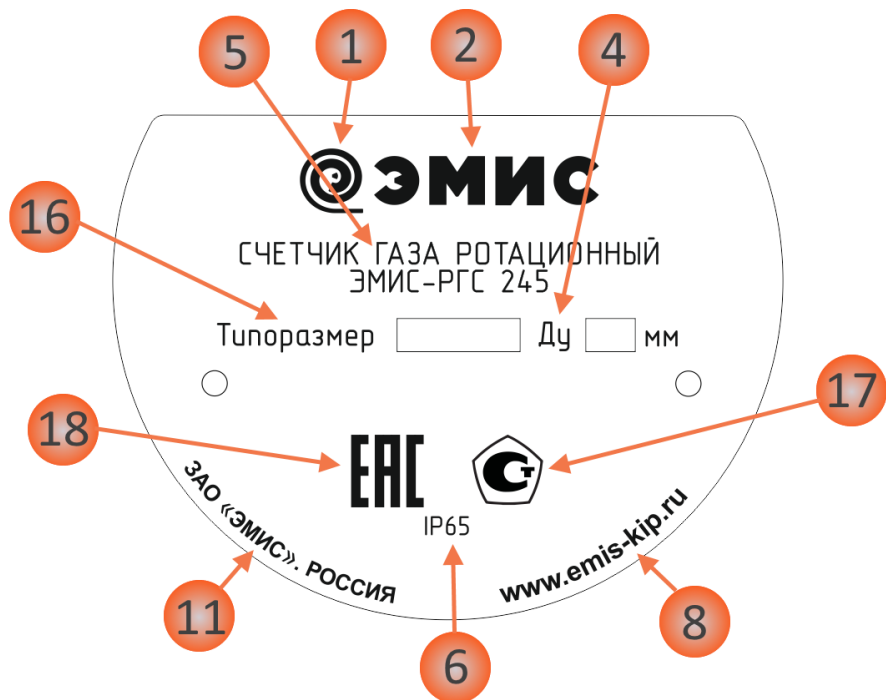 1
2
4
5
ЭМИС
16
СЧЕТЧИК ГАЗА РОТАЦИОННЫЙ
ЭМИС-РГС 245
Типоразмер Ду мм
17
18
ЕАС
Ст
IP65
ЗАО «ЭМИС». РОССИЯ
www.emis-kip.ru
11
8
6